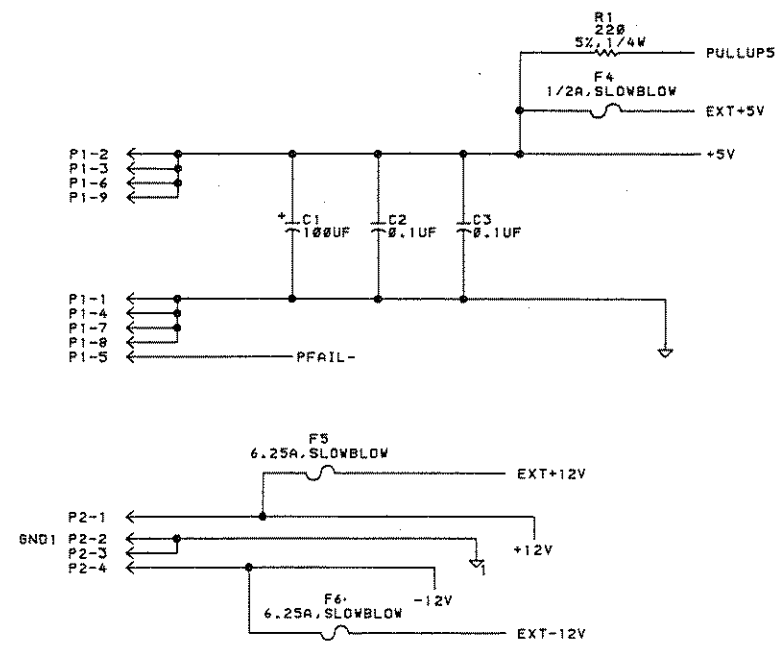 R1
220
5%,1/4W
PULLUP5
F4
1/2A,SLOWBLOW
EXT+5V
P1-2
+5V
P1-3
P1-6
P1-9
+ C1
100UF
C2
0.1UF
C3
0.1UF
P1-1
P1-4
P1-7
P1-8
P1-5
PFAIL-
F5
6.25A,SLOWBLOW
EXT+12V
P2-1
GND1 P2-2
P2-3
+12V
P2-4
1
-12V
F6
6.25A,SLOWBLOW
EXT-12V